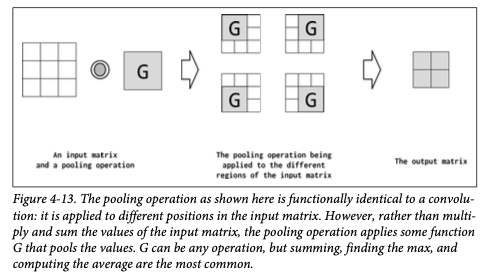 G
G
G
G
G
An input matrix
and a pooling operation
The pooling operation being
applied to the different
regions of the input matrix
The output matrix
Figure 4-13. The pooling operation as shown here is functionally identical to a convolu-
tion: it is applied to different positions in the input matrix. However, rather than multi-
ply and sum the values of the input matrix, the pooling operation applies some function
G that pools the values. G can be any operation, but summing, finding the max, and
computing the average are the most common.